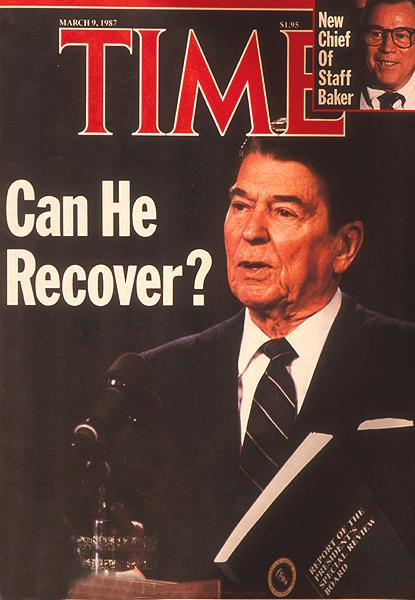 MARCH 9, 1987
$1.95
TIME
New
Chief
Of
Staff
Baker
Can He
Recover?
REPORT OF THE
PRESIDENT'S
SPECIAL REVIEW
BOARD